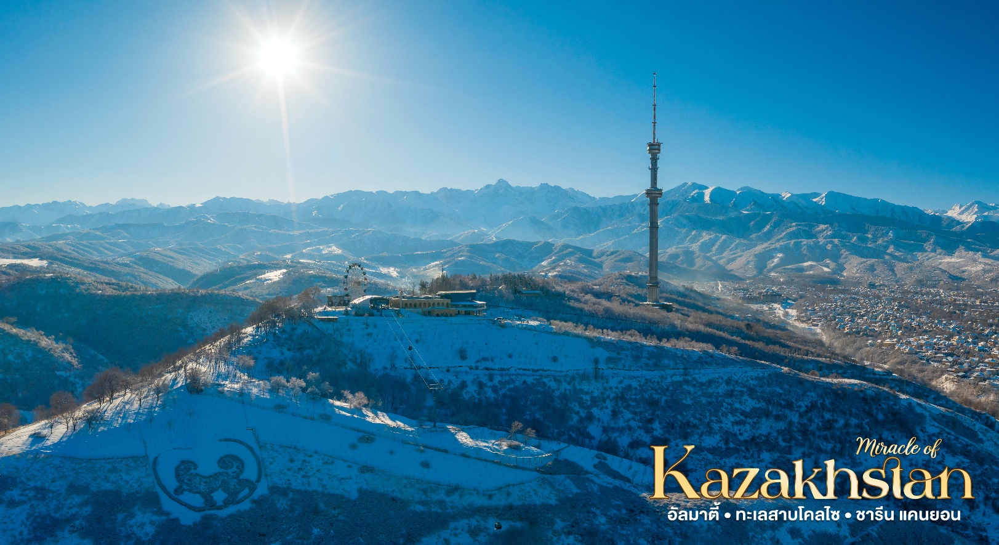 Miracle of
Kazakhstan
อัลมาตี้ • ทะเลสาบโคลไซ • ชารีน แคนยอน